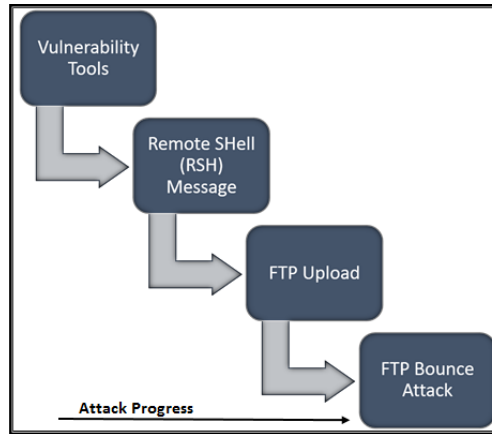 Vulnerability
Tools
Remote SHell
(RSH)
Message
FTP Upload
FTP Bounce
Attack
Attack Progress